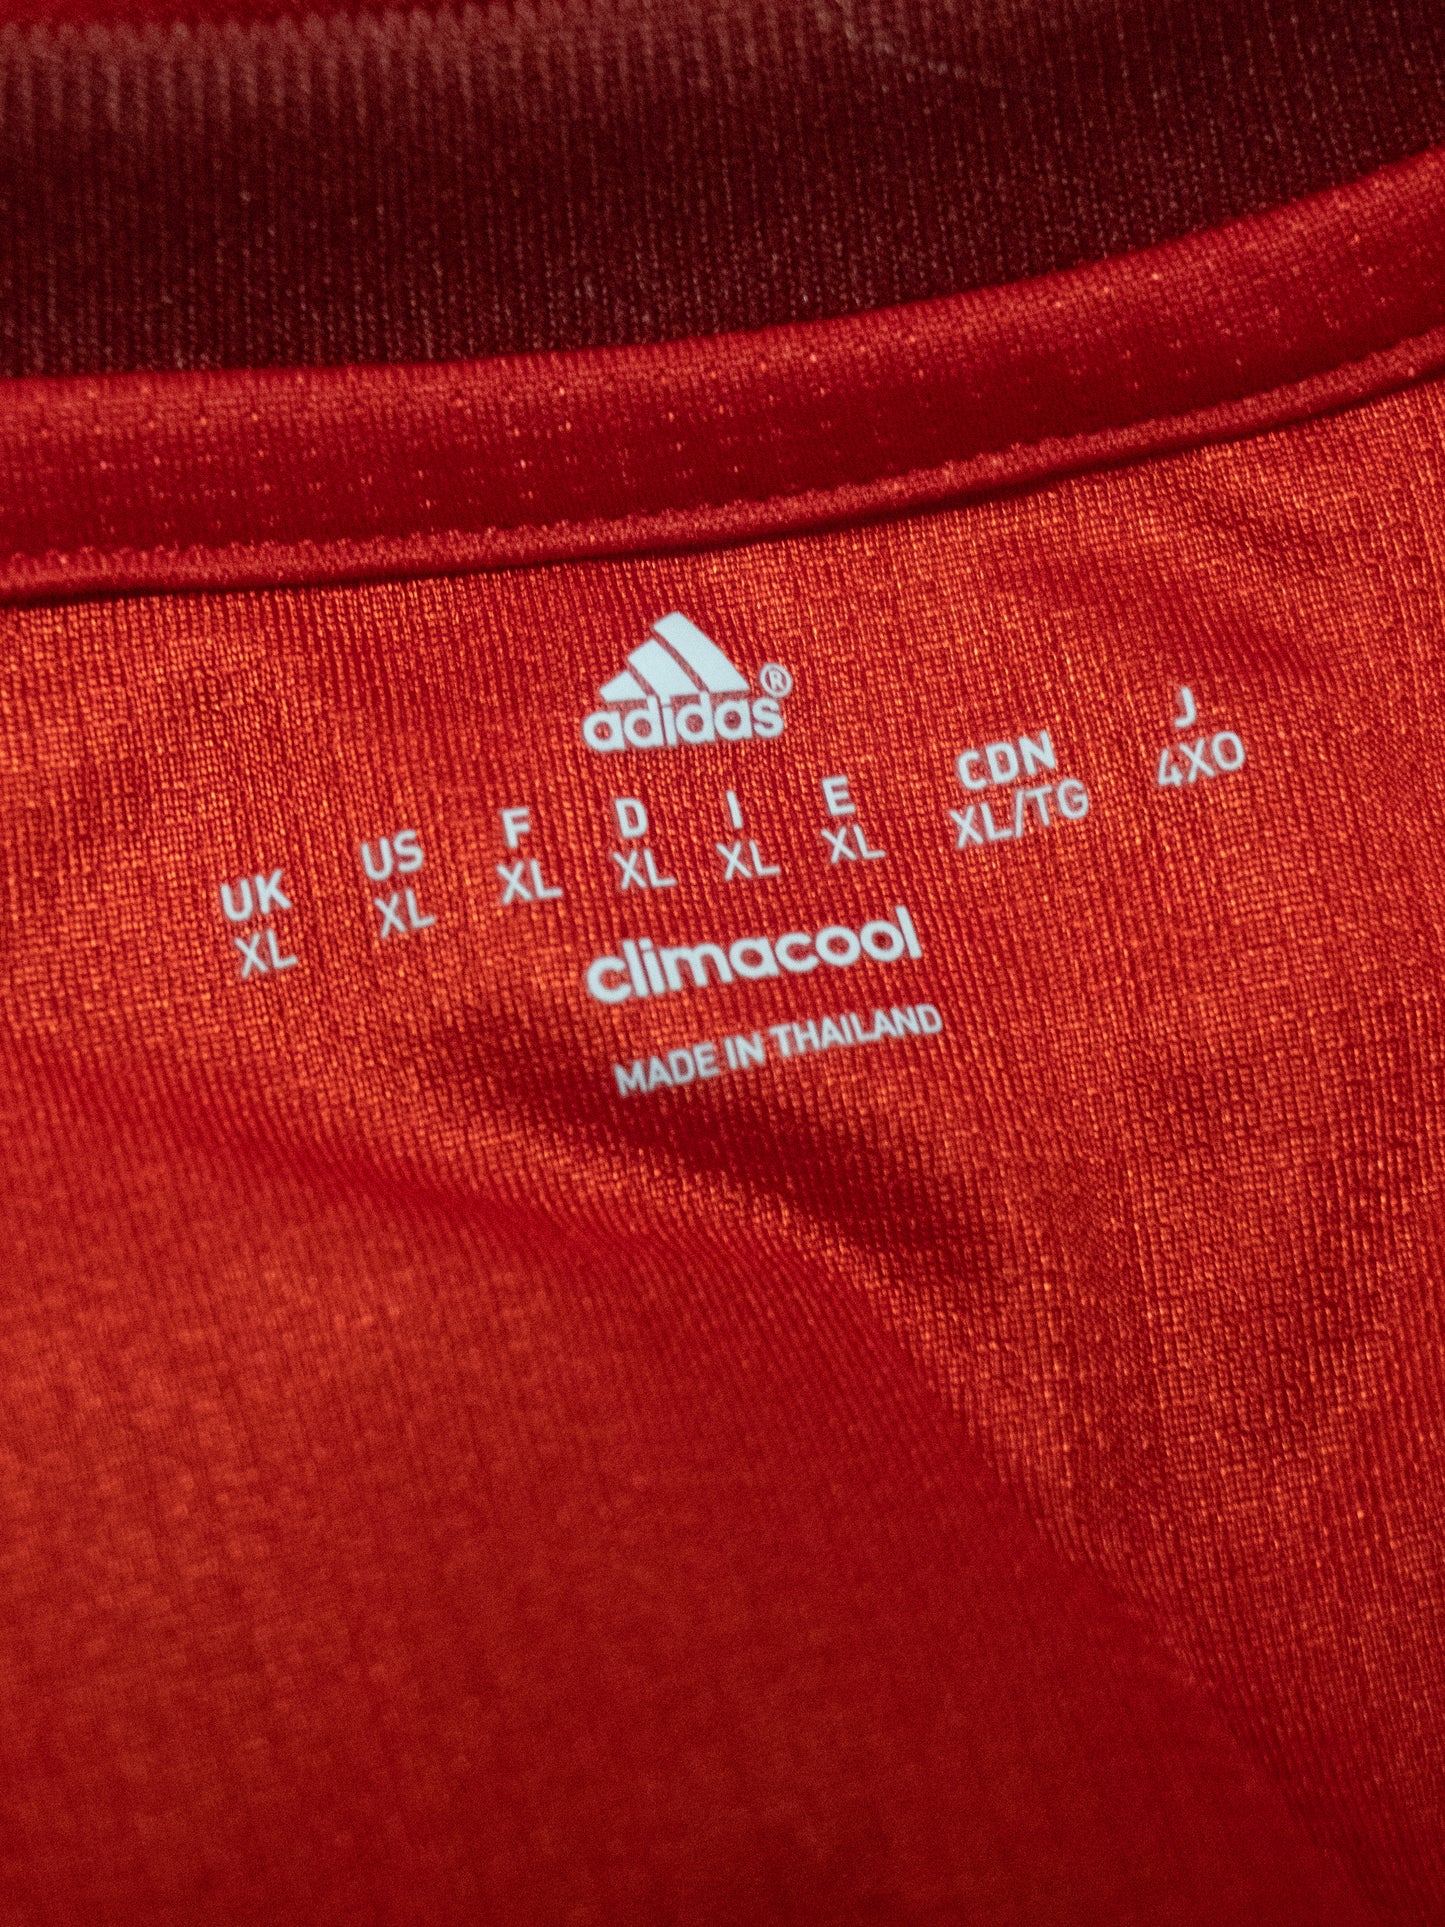 adidas®
UK US F D I E CDN J
XL XL XL XL XL XL XL/TG 4XO
climacool
MADE IN THAILAND